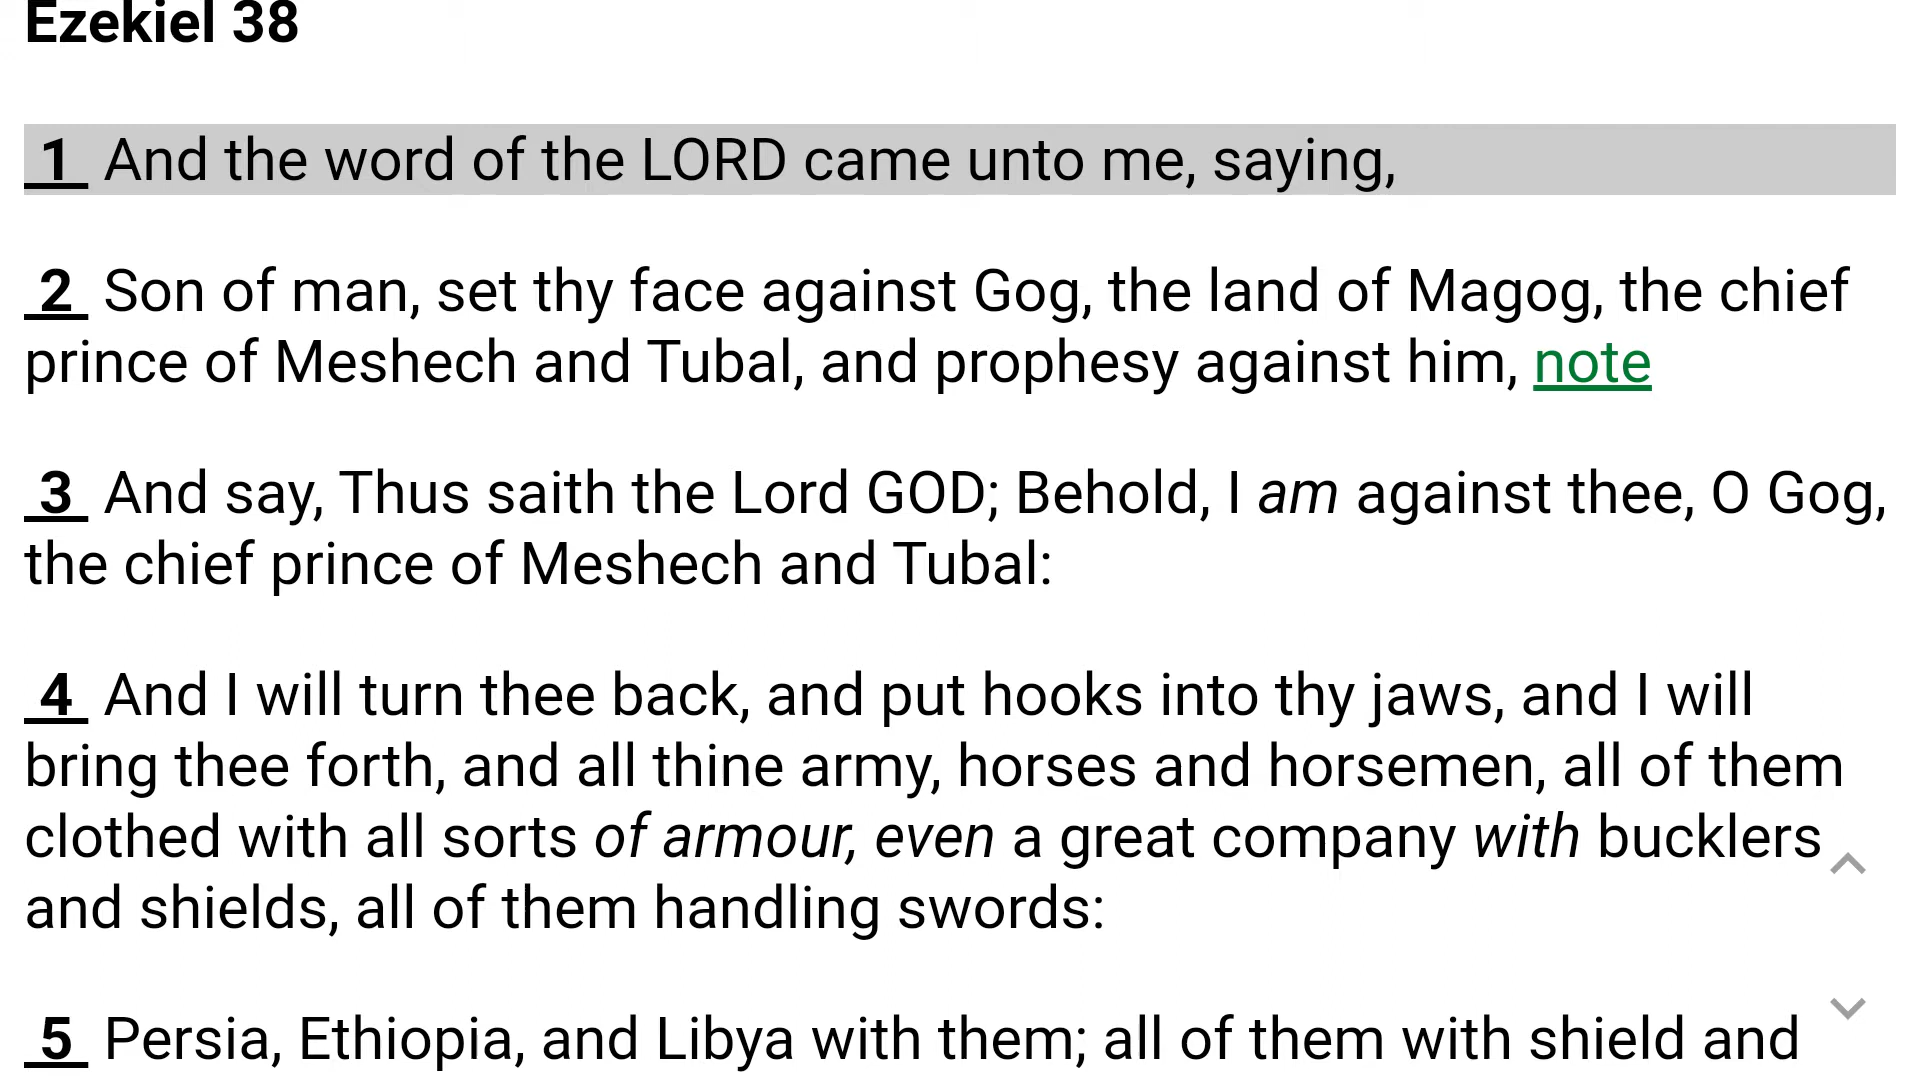 Ezekiel 38
1 And the word of the LORD came unto me, saying,
2 Son of man, set thy face against Gog, the land of Magog, the chief
prince of Meshech and Tubal, and prophesy against him, note
3 And say, Thus saith the Lord GOD; Behold, I am against thee, O Gog,
the chief prince of Meshech and Tubal:
4 And I will turn thee back, and put hooks into thy jaws, and I will
bring thee forth, and all thine army, horses and horsemen, all of them
clothed with all sorts of armour, even a great company with bucklers
and shields, all of them handling swords:
5 Persia, Ethiopia, and Libya with them; all of them with shield and